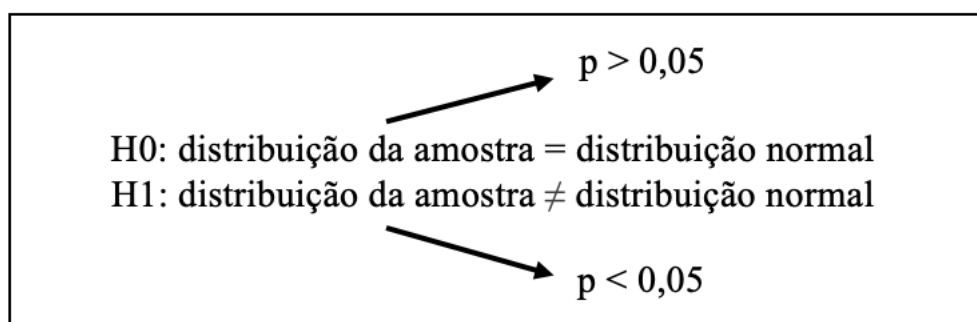 p > 0,05
H0: distribuição da amostra = distribuição normal
H1: distribuição da amostra ≠ distribuição normal
p < 0,05